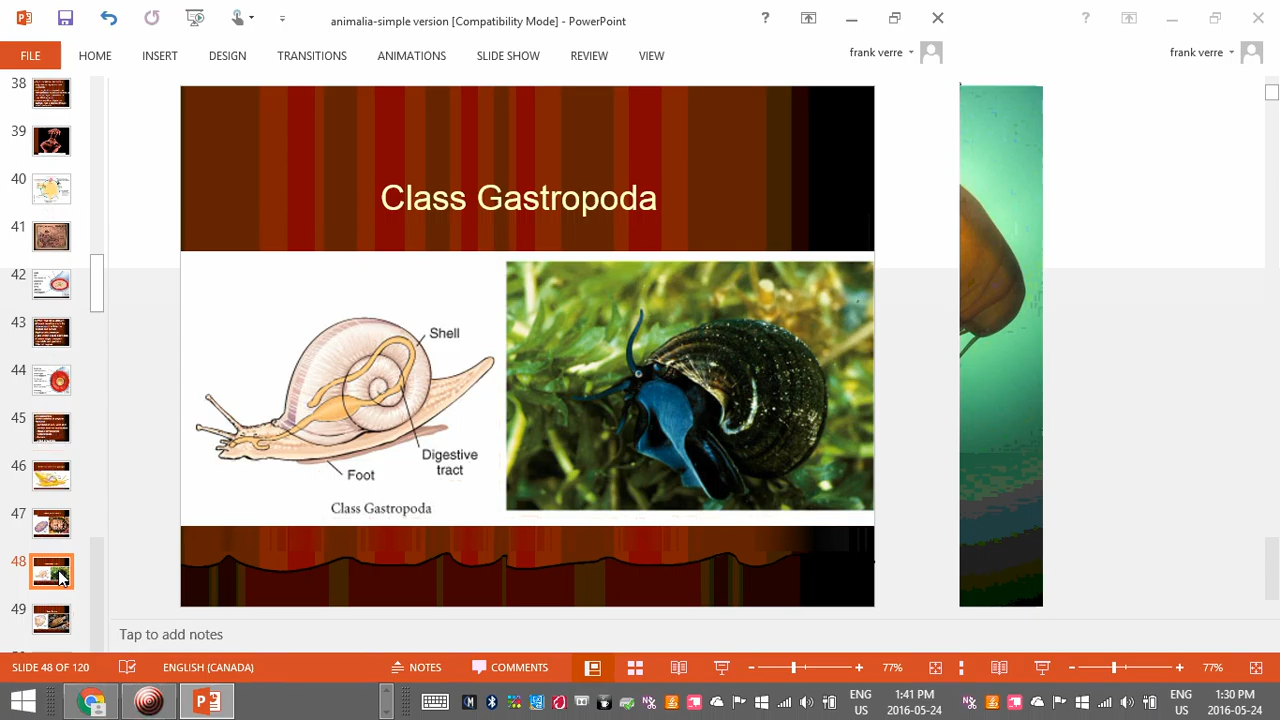 animalia-simple version [Compatibility Mode] - PowerPoint
FILE HOME INSERT DESIGN TRANSITIONS ANIMATIONS SLIDE SHOW REVIEW VIEW
frank verre
frank verre
38
39
40
41
42
43
44
45
46
47
48
49
Class Gastropoda
Shell
Digestive
tract
Foot
Class Gastropoda
Tap to add notes
SLIDE 48 OF 120 ENGLISH (CANADA) NOTES COMMENTS 77% 77%
ENG 1:41 PM ENG 1:30 PM
US 2016-05-24 US 2016-05-24